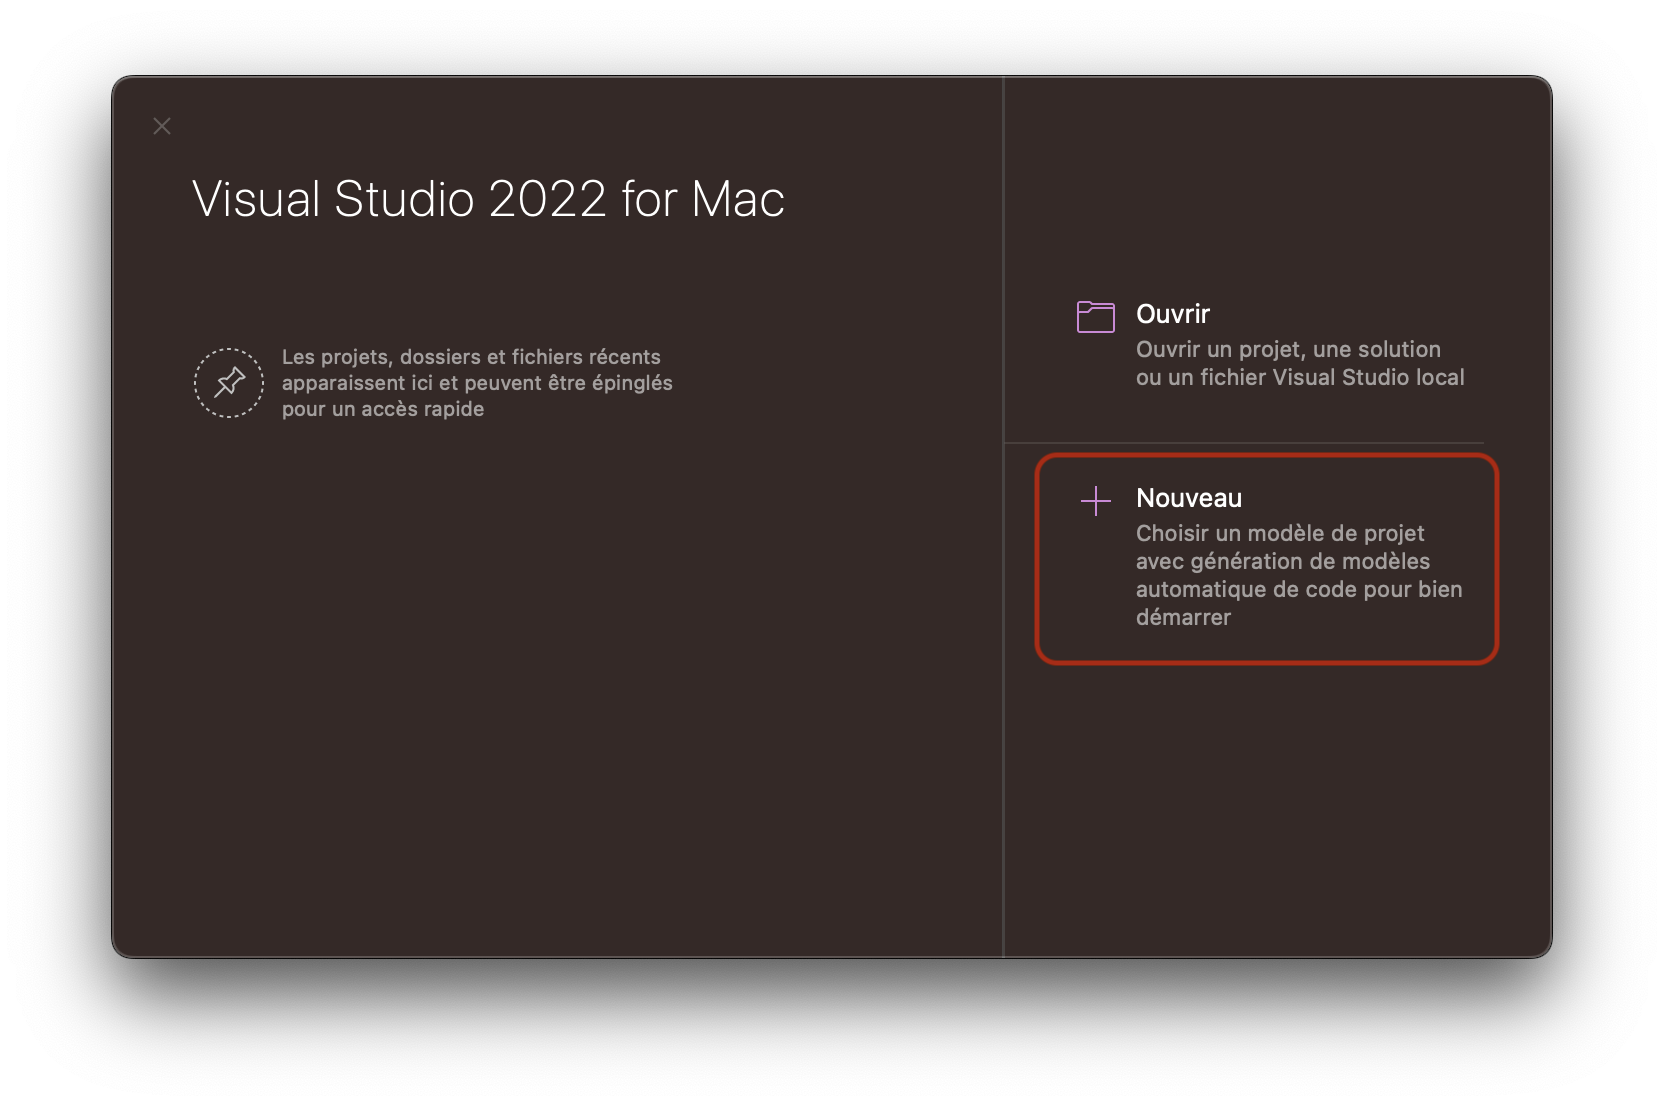 Visual Studio 2022 for Mac
Les projets, dossiers et fichiers récents
apparaissent ici et peuvent être épinglés
pour un accès rapide
Ouvrir
Ouvrir un projet, une solution
ou un fichier Visual Studio local
Nouveau
Choisir un modèle de projet
avec génération de modèles
automatique de code pour bien
démarrer